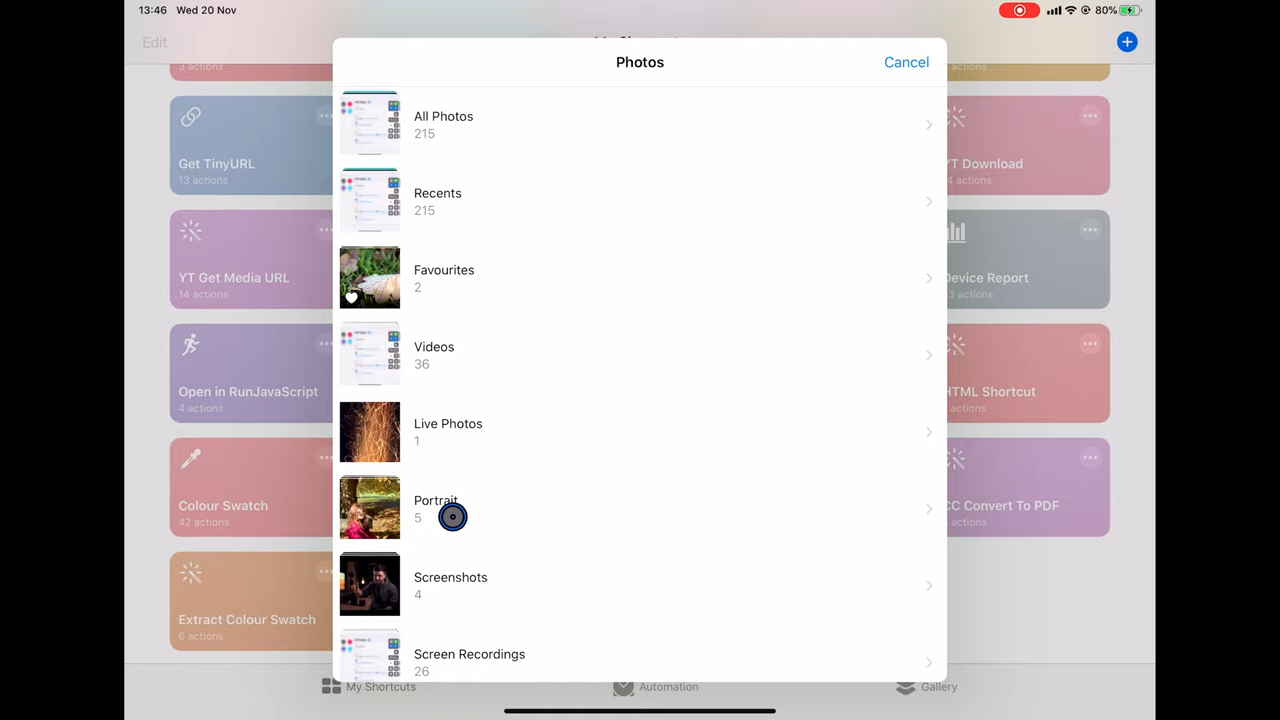 13:46 Wed 20 Nov
80%
Edit
Photos
Cancel
3 actions
actions
All Photos
215
Get TinyURL
13 actions
YT Download
4 actions
Recents
215
YT Get Media URL
14 actions
Favourites
2
Device Report
3 actions
Videos
36
Open in RunJavaScript
4 actions
HTML Shortcut
actions
Live Photos
1
Colour Swatch
42 actions
Portrait
5
CC Convert To PDF
actions
Screenshots
4
Extract Colour Swatch
6 actions
Screen Recordings
26
My Shortcuts
Automation
Gallery